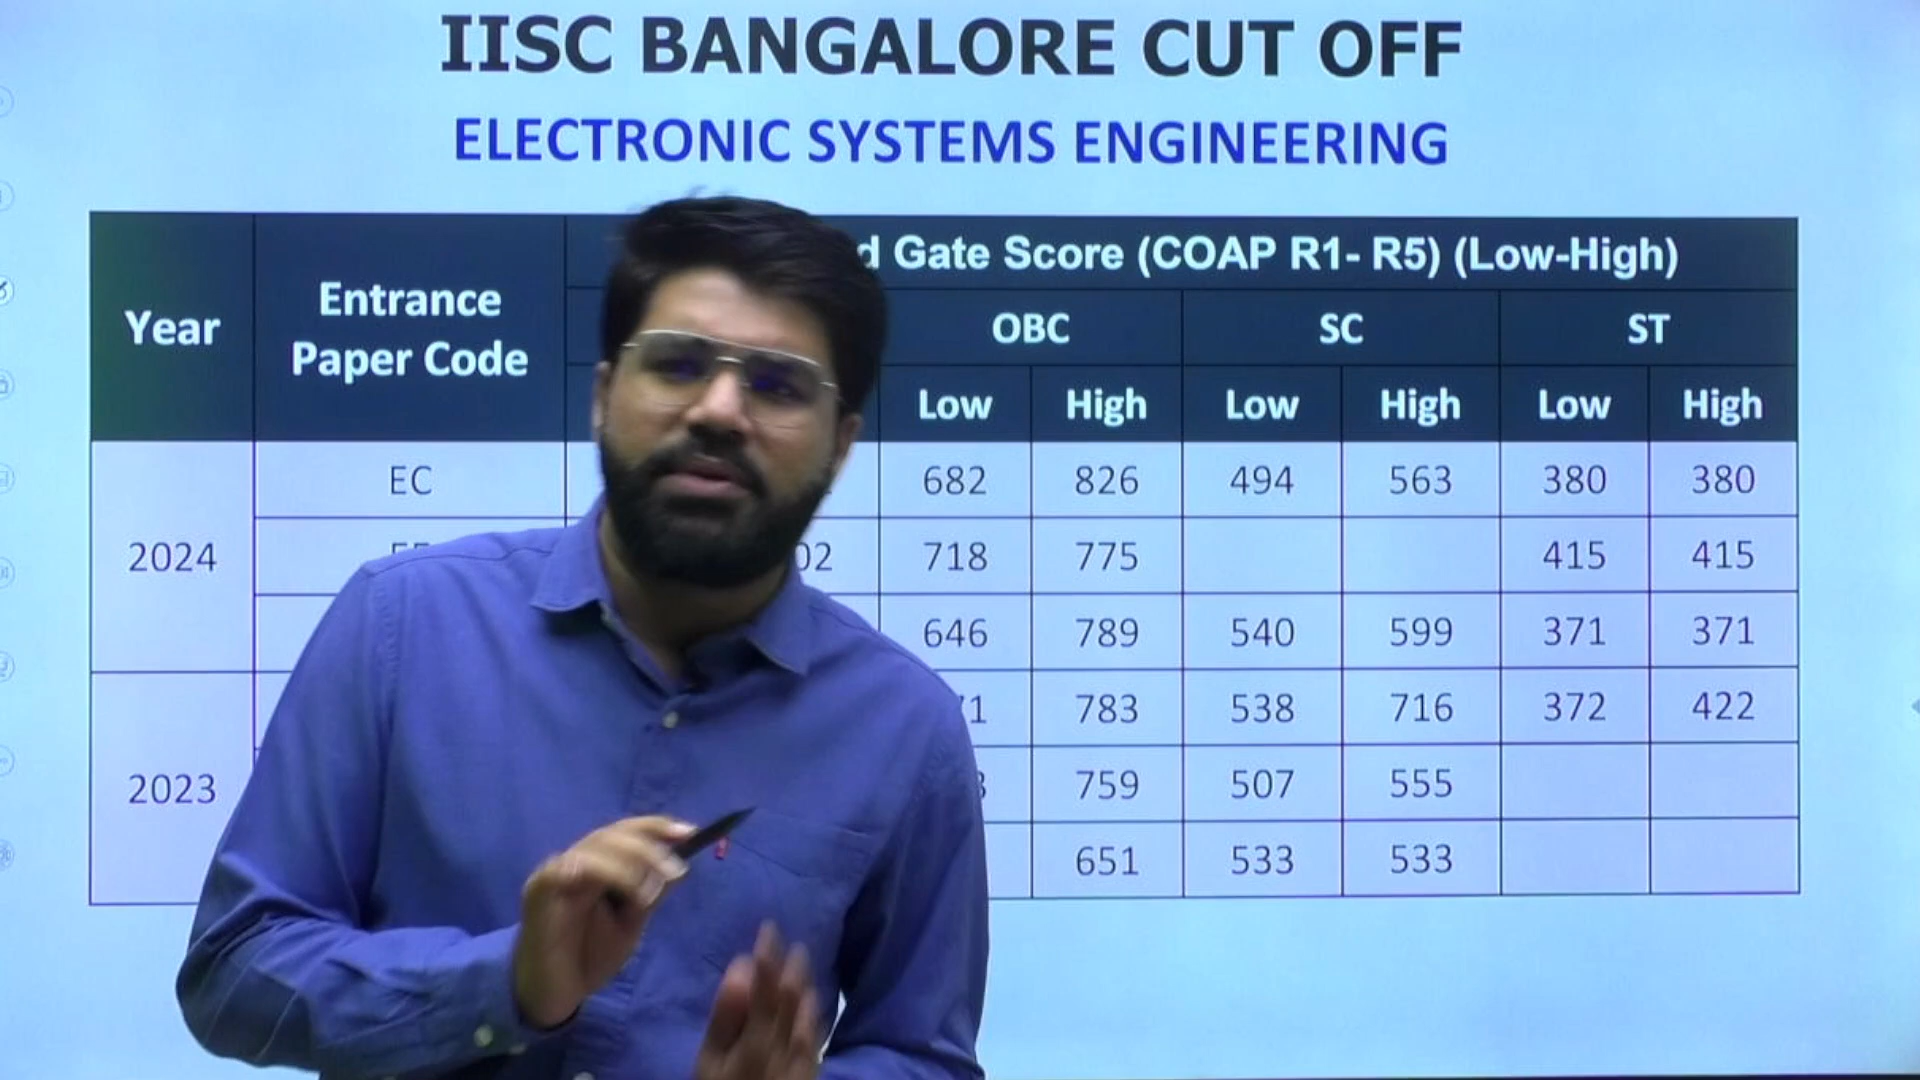 IISC BANGALORE CUT OFF
ELECTRONIC SYSTEMS ENGINEERING
Year Entrance Paper Code Gate Score (COAP R1- R5) (Low-High)
OBC SC ST
Low High Low High Low High
2024 EC 682 826 494 563 380 380
718 775 415 415
646 789 540 599 371 371
2023 783 538 716 372 422
759 507 555
651 533 533